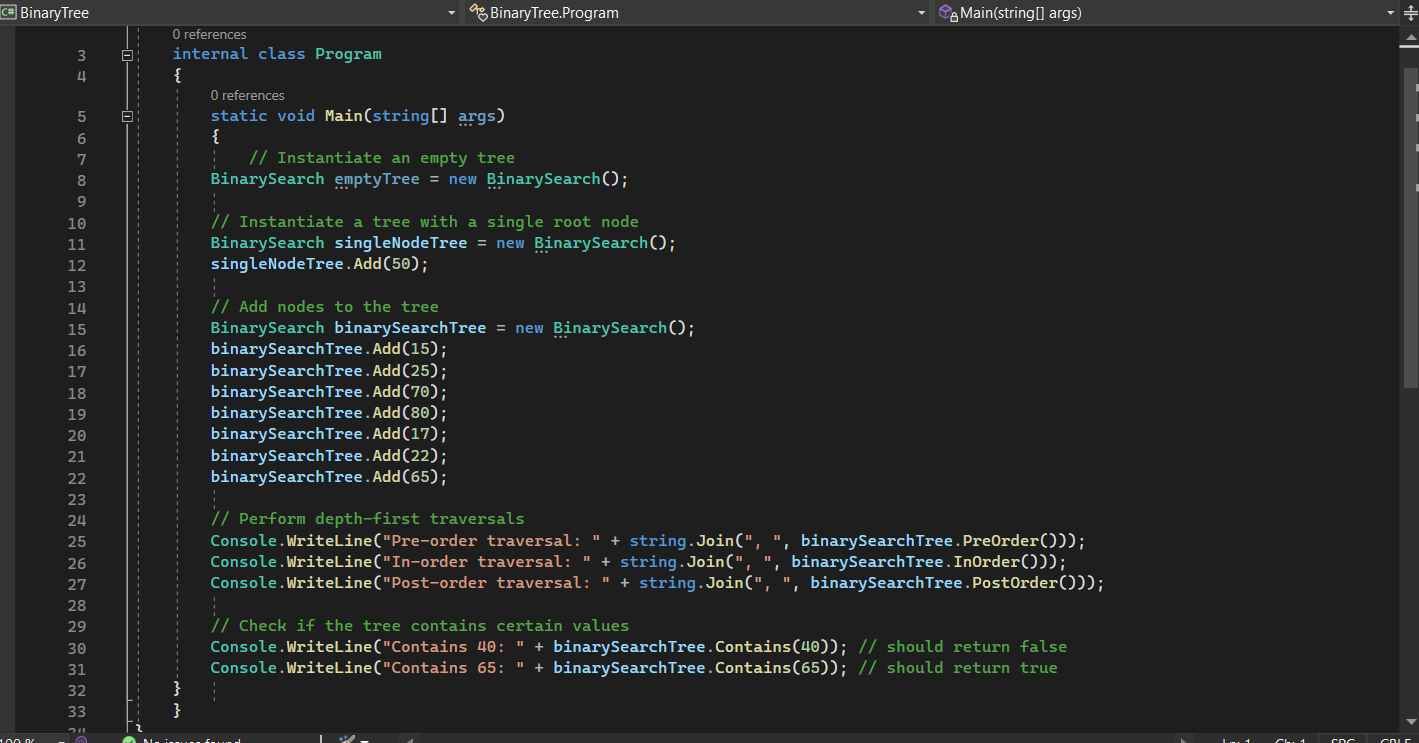 C# BinaryTree BinaryTree.Program Main(string[] args)
0 references
3 internal class Program
4 {
0 references
5 static void Main(string[] args)
6 {
7 // Instantiate an empty tree
8 BinarySearch emptyTree = new BinarySearch();
9
10 // Instantiate a tree with a single root node
11 BinarySearch singleNodeTree = new BinarySearch();
12 singleNodeTree.Add(50);
13
14 // Add nodes to the tree
15 BinarySearch binarySearchTree = new BinarySearch();
16 binarySearchTree.Add(15);
17 binarySearchTree.Add(25);
18 binarySearchTree.Add(70);
19 binarySearchTree.Add(80);
20 binarySearchTree.Add(17);
21 binarySearchTree.Add(22);
22 binarySearchTree.Add(65);
23
24 // Perform depth-first traversals
25 Console.WriteLine("Pre-order traversal: " + string.Join(", ", binarySearchTree.PreOrder()));
26 Console.WriteLine("In-order traversal: " + string.Join(", ", binarySearchTree.InOrder()));
27 Console.WriteLine("Post-order traversal: " + string.Join(", ", binarySearchTree.PostOrder()));
28
29 // Check if the tree contains certain values
30 Console.WriteLine("Contains 40: " + binarySearchTree.Contains(40)); // should return false
31 Console.WriteLine("Contains 65: " + binarySearchTree.Contains(65)); // should return true
32 }
33 }
34 }
100 % No issues found Ln: 1 Ch: 1 SPC CRLF